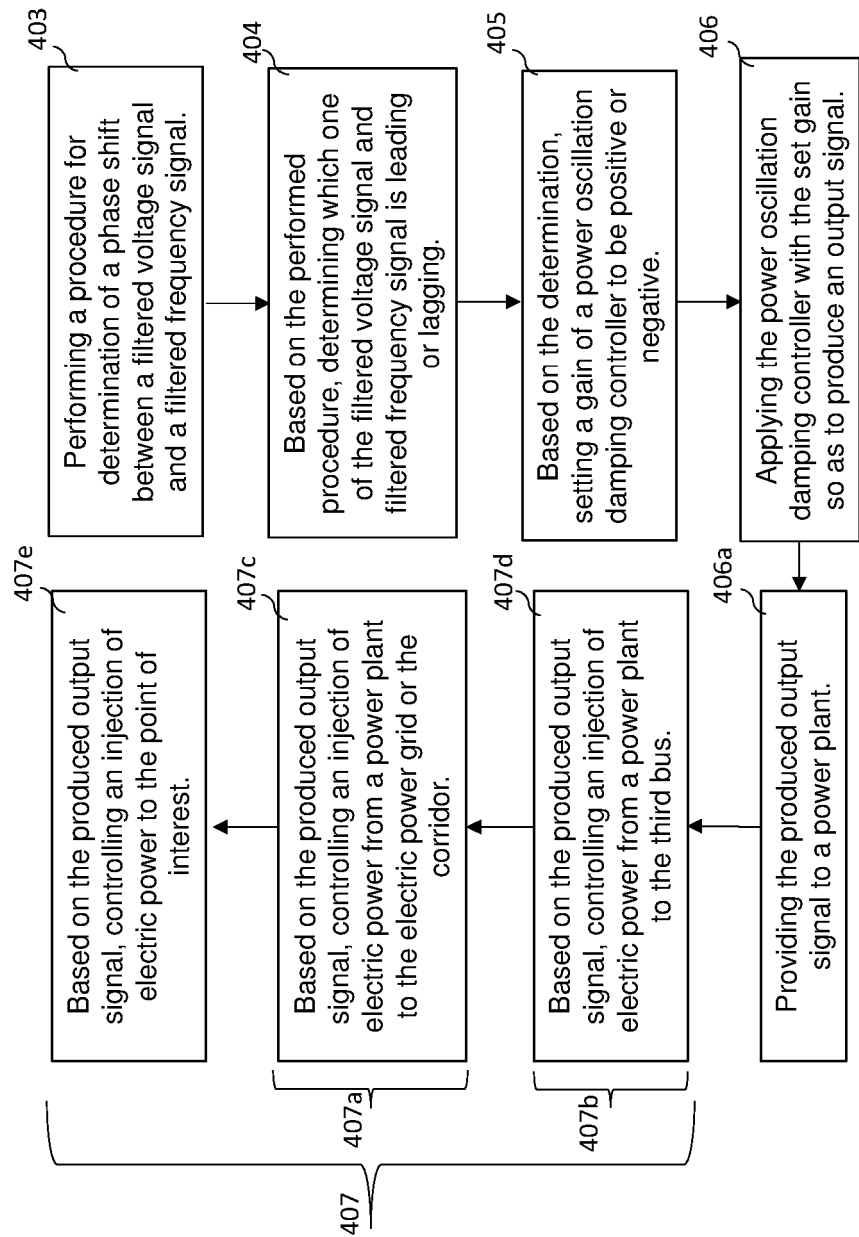 403
Performing a procedure for
determination of a phase shift
between a filtered voltage signal
and a filtered frequency signal.
404
Based on the performed
procedure, determining which one
of the filtered voltage signal and
filtered frequency signal is leading
or lagging.
405
Based on the determination,
setting a gain of a power oscillation
damping controller to be positive or
negative.
406
Applying the power oscillation
damping controller with the set gain
so as to produce an output signal.
406a
Providing the produced output
signal to a power plant.
407
407b
407d
Based on the produced output
signal, controlling an injection of
electric power from a power plant
to the third bus.
407a
407c
Based on the produced output
signal, controlling an injection of
electric power from a power plant
to the electric power grid or the
corridor.
407e
Based on the produced output
signal, controlling an injection of
electric power to the point of
interest.